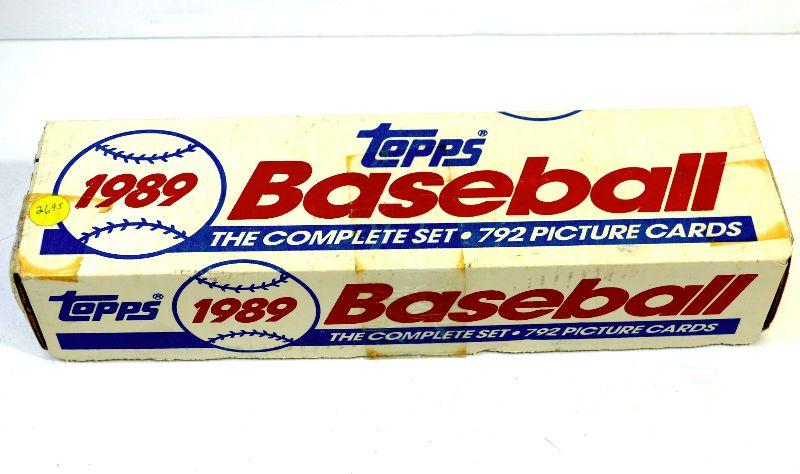 Topps®
1989 Baseball
2695
THE COMPLETE SET • 792 PICTURE CARDS
Topps® 1989 Baseball
THE COMPLETE SET • 792 PICTURE CARDS